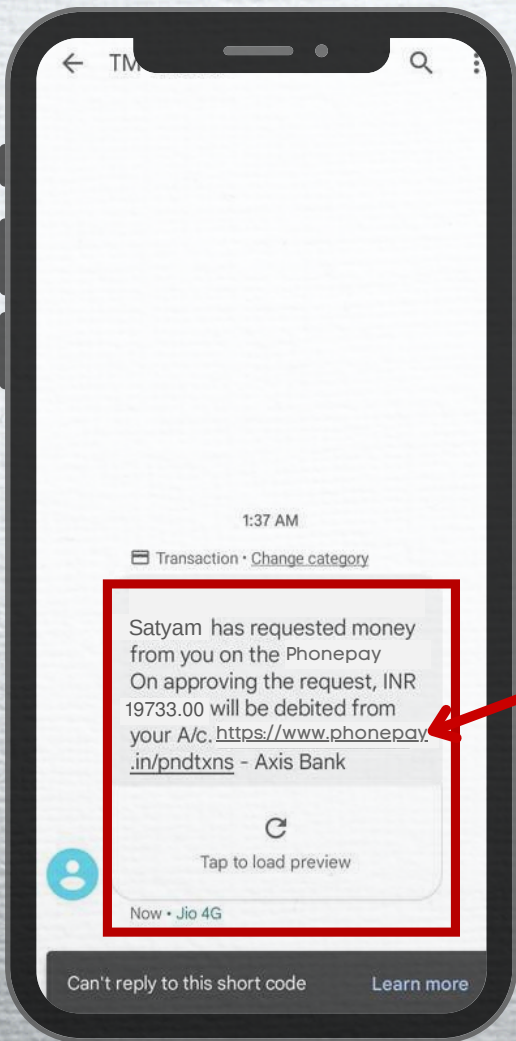 TM
1:37 AM
Transaction • Change category
Satyam has requested money
from you on the Phonepay
On approving the request, INR
19733.00 will be debited from
your A/c. https://www.phonepay
.in/pndtxns - Axis Bank
Tap to load preview
Now • Jio 4G
Can't reply to this short code Learn more